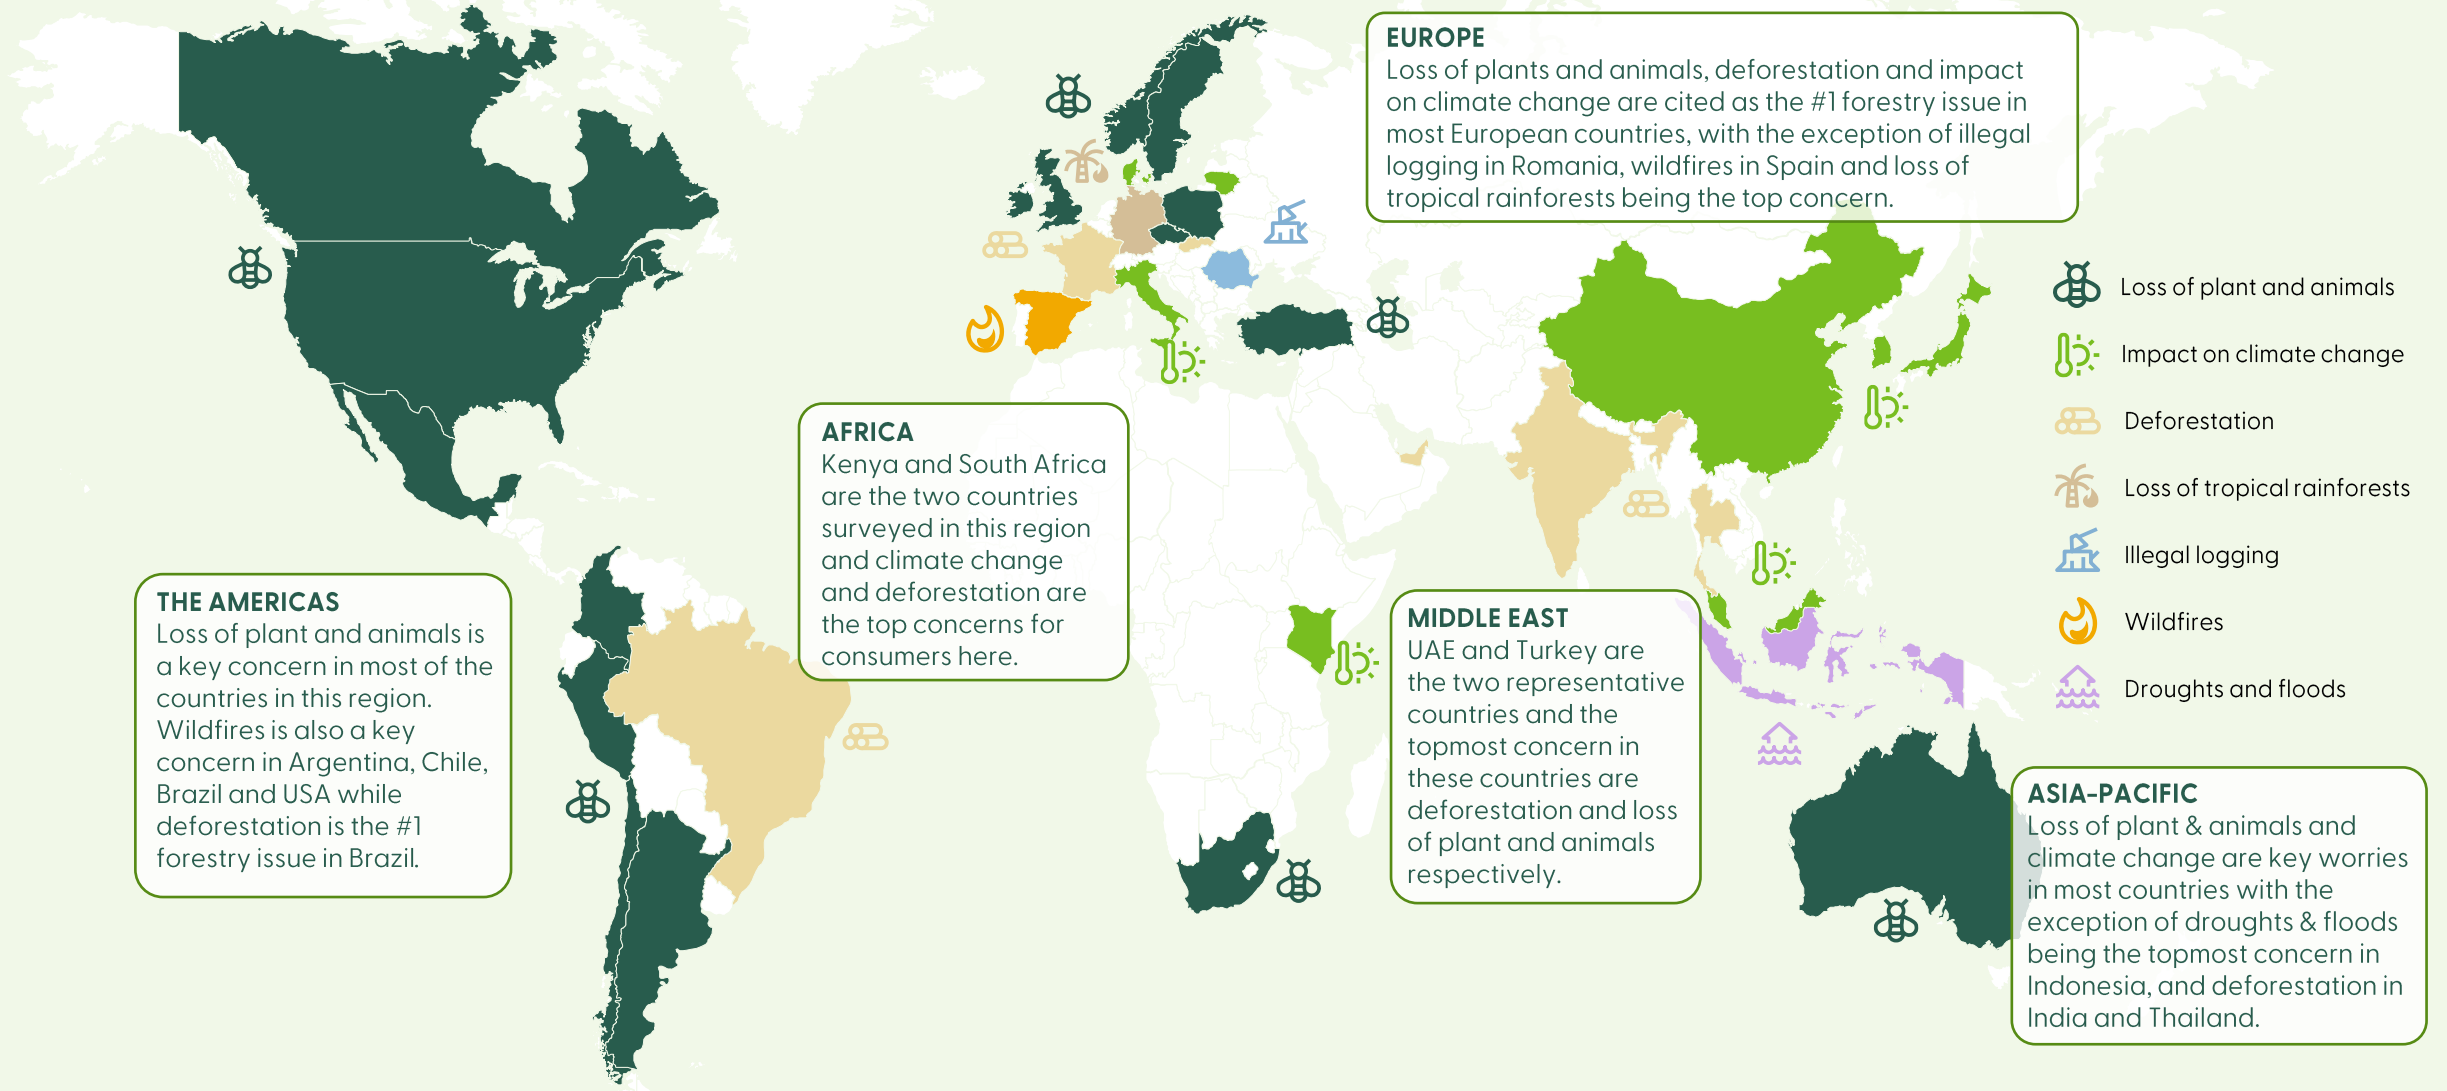 EUROPE
Loss of plants and animals, deforestation and impact
on climate change are cited as the #1 forestry issue in
most European countries, with the exception of illegal
logging in Romania, wildfires in Spain and loss of
tropical rainforests being the top concern.
Loss of plant and animals
Impact on climate change
Deforestation
Loss of tropical rainforests
Illegal logging
Wildfires
Droughts and floods
AFRICA
Kenya and South Africa
are the two countries
surveyed in this region
and climate change
and deforestation are
the top concerns for
consumers here.
THE AMERICAS
Loss of plant and animals is
a key concern in most of the
countries in this region.
Wildfires is also a key
concern in Argentina, Chile,
Brazil and USA while
deforestation is the #1
forestry issue in Brazil.
MIDDLE EAST
UAE and Turkey are
the two representative
countries and the
topmost concern in
these countries are
deforestation and loss
of plant and animals
respectively.
ASIA-PACIFIC
Loss of plant & animals and
climate change are key worries
in most countries with the
exception of droughts & floods
being the topmost concern in
Indonesia, and deforestation in
India and Thailand.